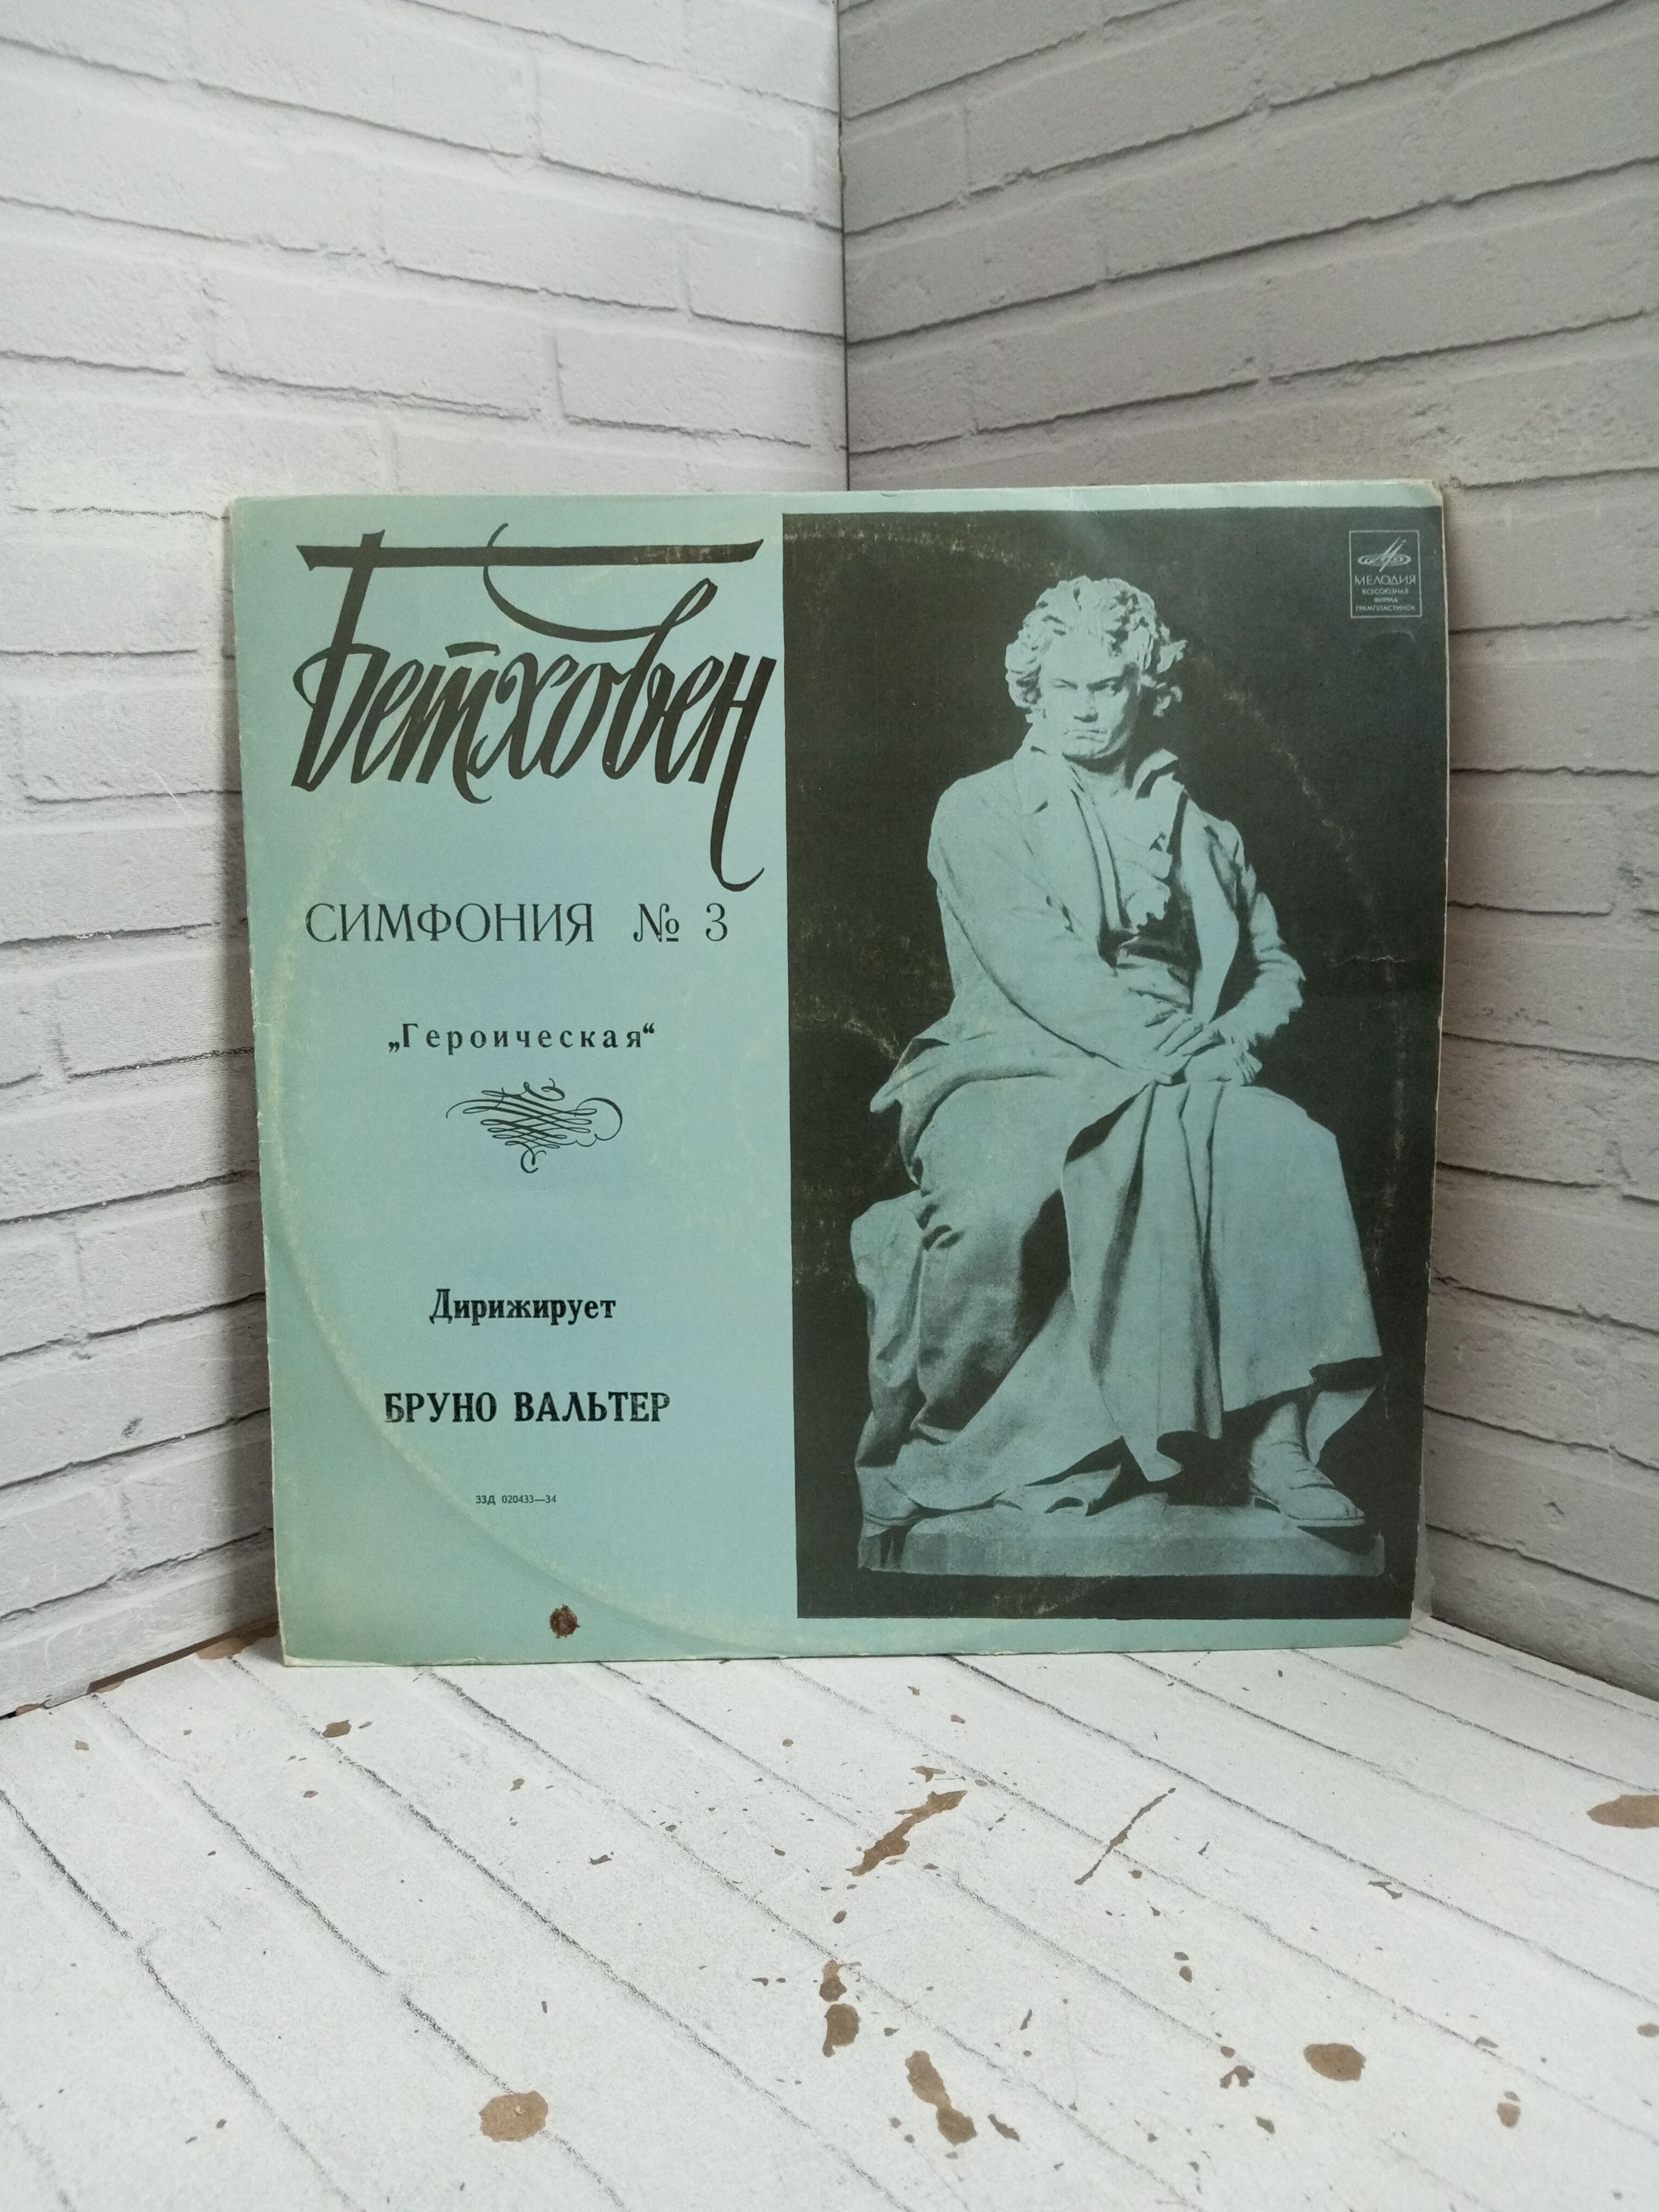 Бетховен
СИМФОНИЯ № 3
„Героическая“
Дирижирует
БРУНО ВАЛЬТЕР
33Д 020433—34
МЕЛОДИЯ
ВСЕСОЮЗНАЯ
ФИРМА
ГРАМПЛАСТИНОК